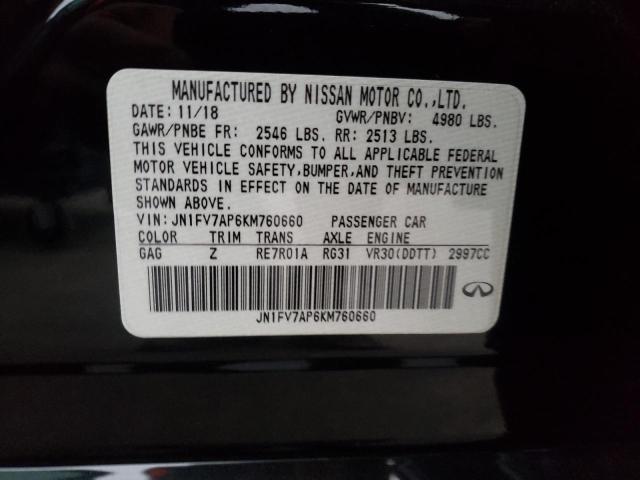 MANUFACTURED BY NISSAN MOTOR CO.,LTD.
DATE: 11/18 GVWR/PNBV: 4980 LBS.
GAWR/PNBE FR: 2546 LBS. RR: 2513 LBS.
THIS VEHICLE CONFORMS TO ALL APPLICABLE FEDERAL
MOTOR VEHICLE SAFETY,BUMPER,AND THEFT PREVENTION
STANDARDS IN EFFECT ON THE DATE OF MANUFACTURE
SHOWN ABOVE.
VIN: JN1FV7AP6KM760660 PASSENGER CAR
COLOR TRIM TRANS AXLE ENGINE
GAG Z RE7R01A RG31 VR30(DDTT) 2997CC
JN1FV7AP6KM760660